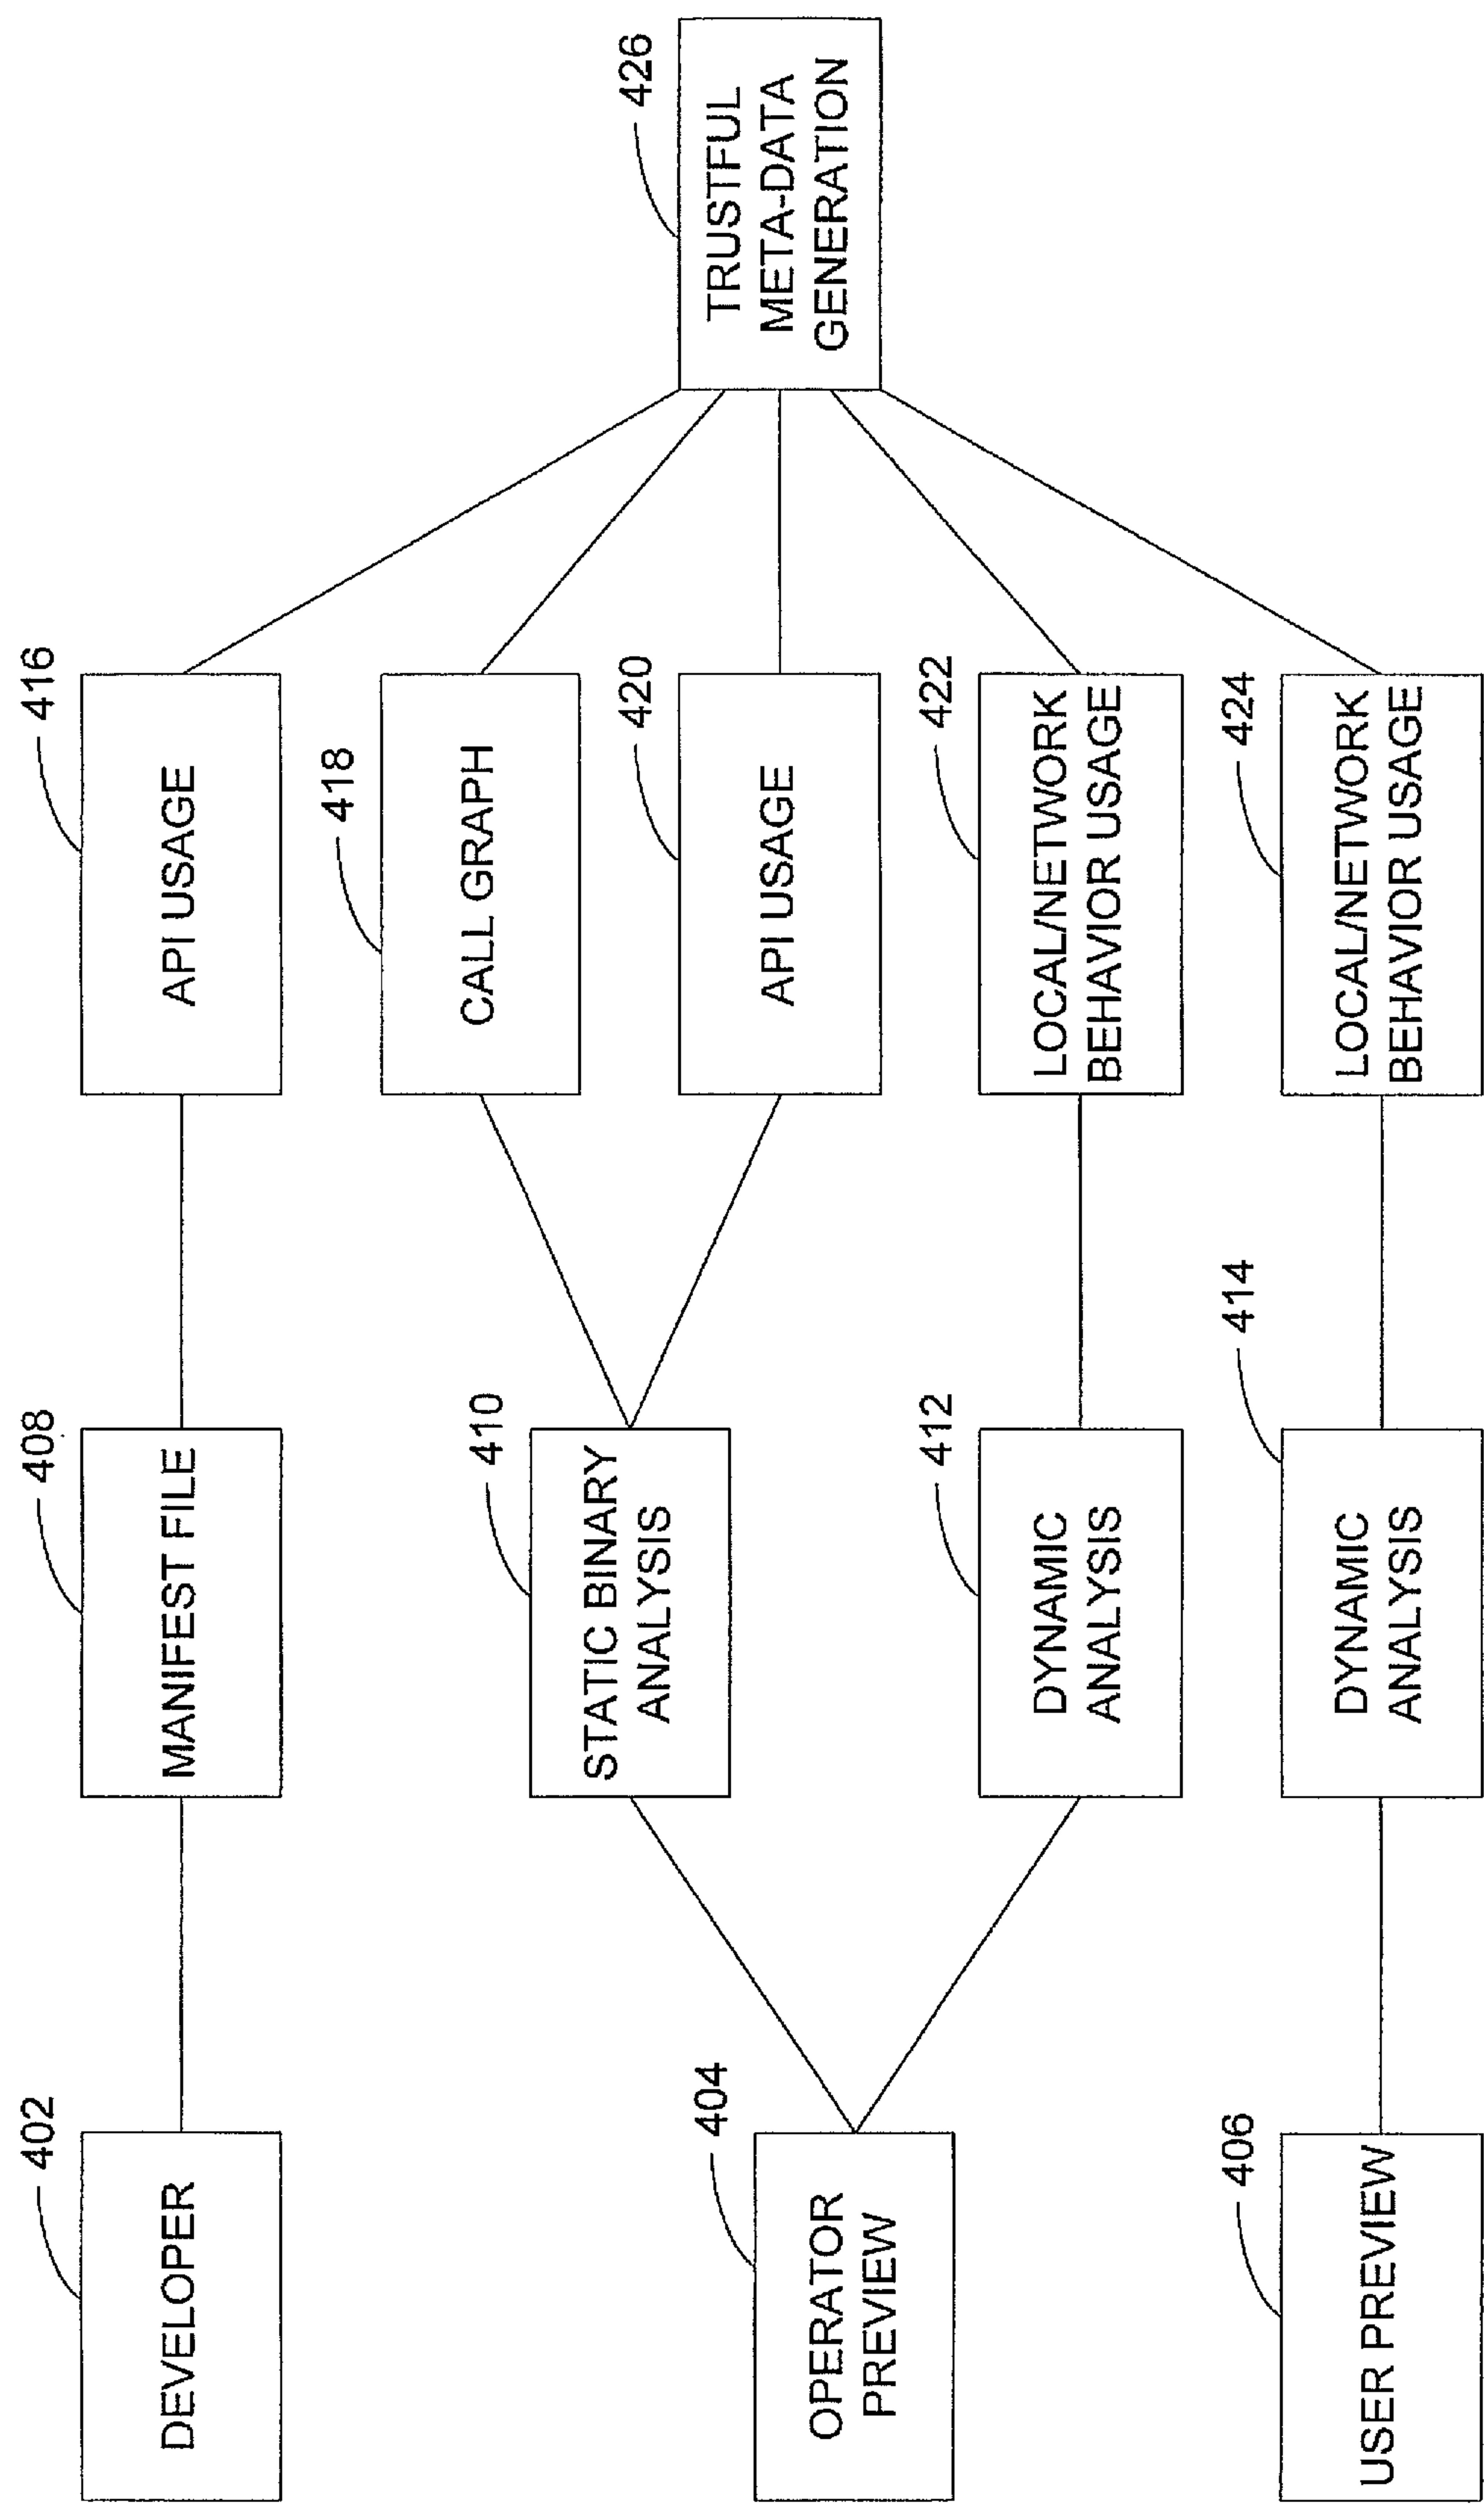 402
DEVELOPER
404
OPERATOR
PREVIEW
406
USER PREVIEW
408
MANIFEST FILE
410
STATIC BINARY
ANALYSIS
412
DYNAMIC
ANALYSIS
414
DYNAMIC
ANALYSIS
416
API USAGE
418
CALL GRAPH
420
API USAGE
422
LOCAL/NETWORK
BEHAVIOR USAGE
424
LOCAL/NETWORK
BEHAVIOR USAGE
426
TRUSTFUL
META-DATA
GENERATION